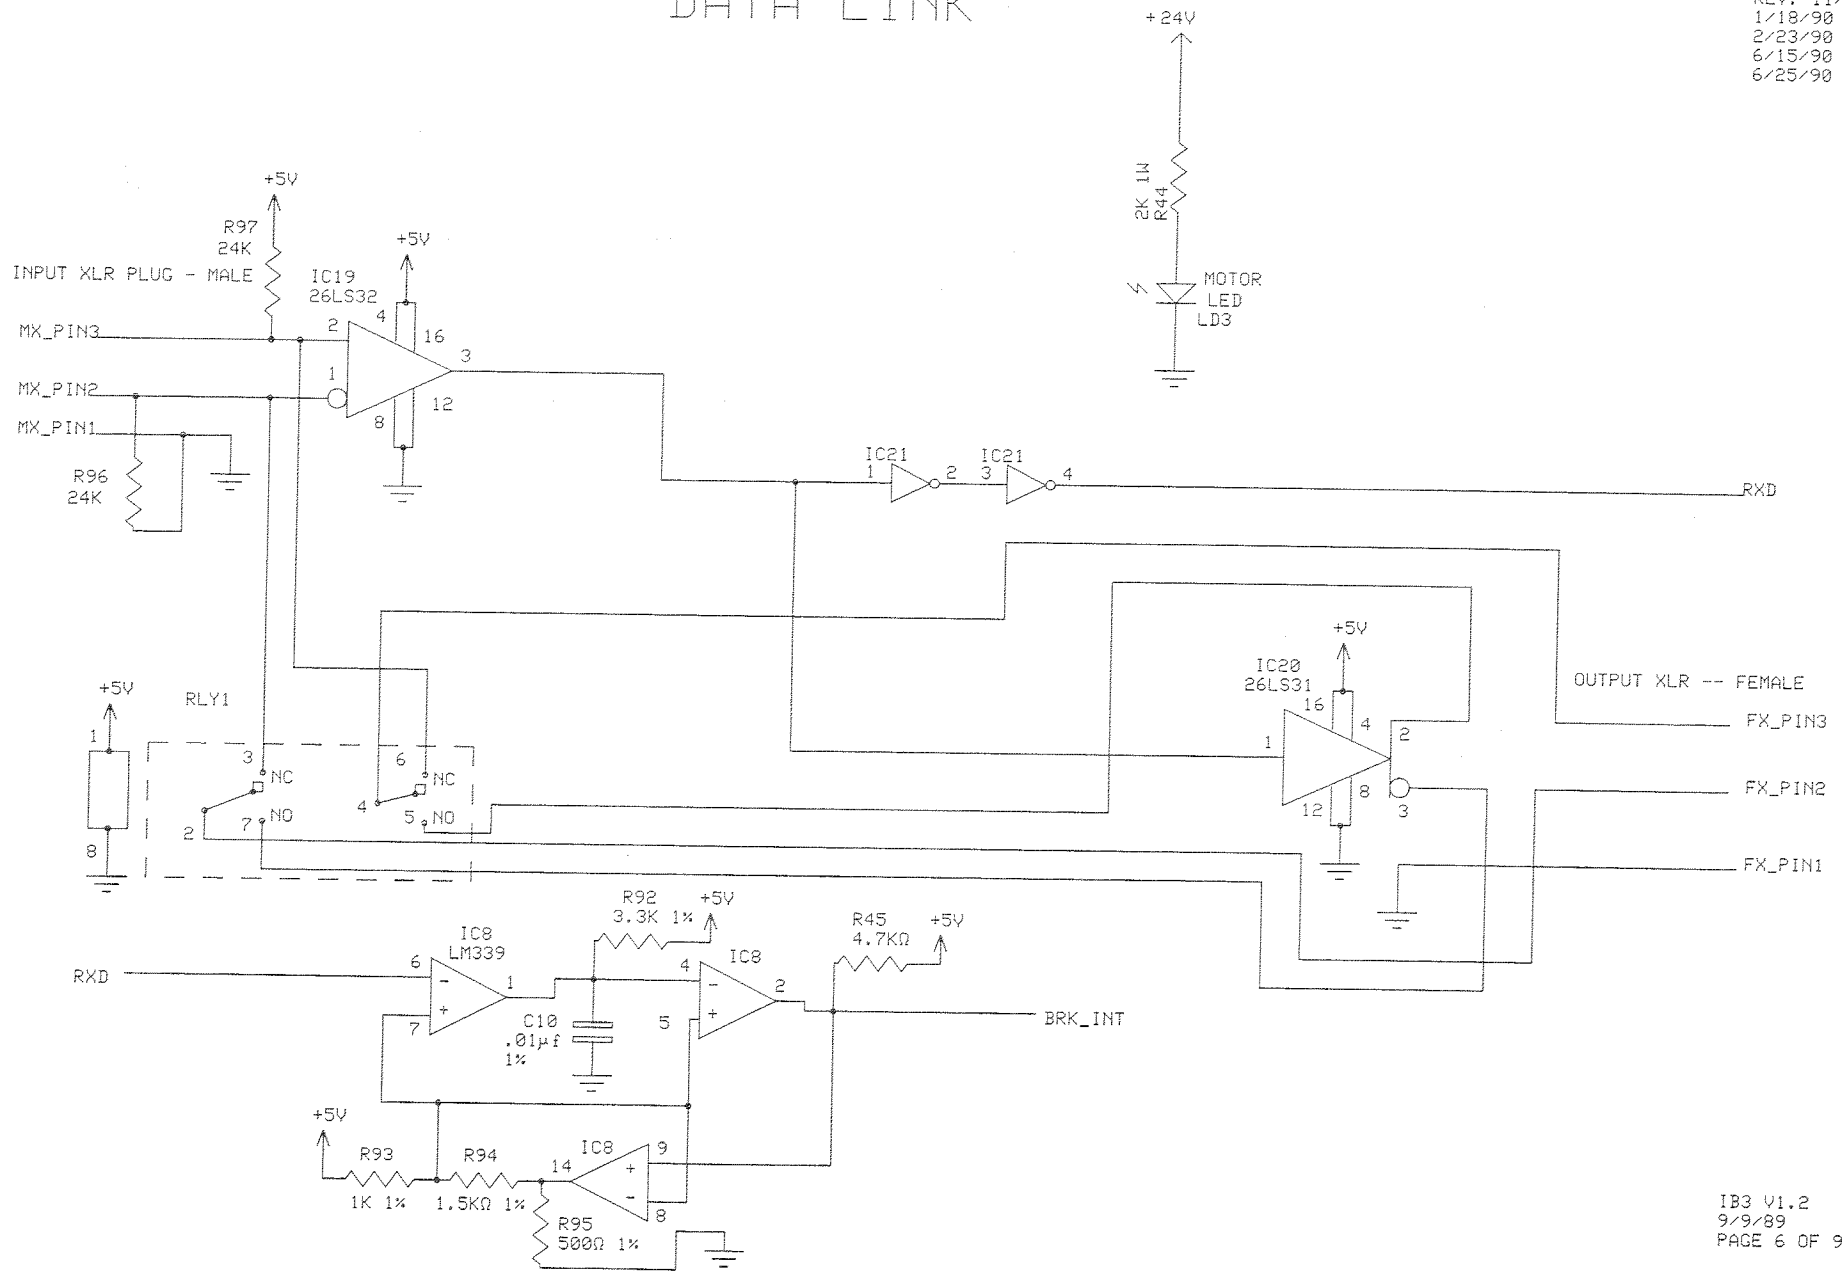 DATA LINK
1/18/90
2/23/90
6/15/90
6/25/90
+24V
2K 1W
R44
MOTOR
LED
LD3
+5V
R97
24K
INPUT XLR PLUG - MALE
+5V
IC19
26LS32
4
16
2
3
1
12
8
MX_PIN3
MX_PIN2
MX_PIN1
R96
24K
IC21
1
2
IC21
3
4
RXD
+5V
IC20
26LS31
16
4
1
2
12
8
3
OUTPUT XLR -- FEMALE
FX_PIN3
FX_PIN2
FX_PIN1
+5V
RLY1
1
8
3
NC
2
7
NO
6
NC
4
5
NO
R92
3.3K 1%
+5V
R45
4.7KΩ
+5V
IC8
LM339
RXD
6
-
1
7
+
C10
.01µf
1%
IC8
4
-
2
5
+
BRK_INT
+5V
R93
1K 1%
R94
1.5KΩ 1%
IC8
14
9
+
-
8
R95
500Ω 1%
IB3 V1.2
9/9/89
PAGE 6 OF 9